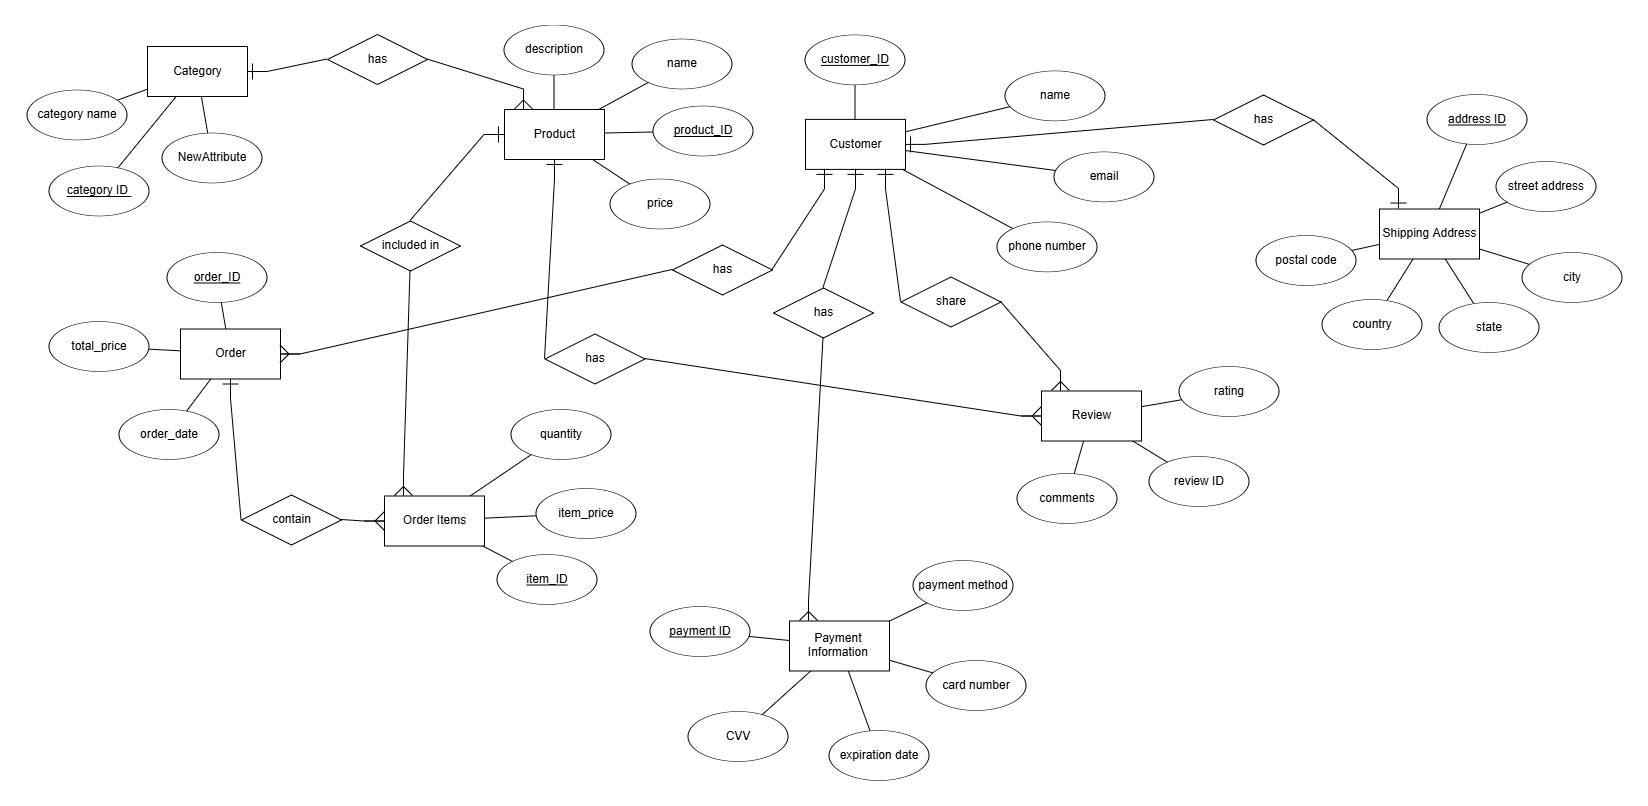 description
has
customer_ID
name
Category
name
category name
address ID
has
Product
product_ID
Customer
NewAttribute
email
category ID
price
street address
Shipping Address
included in
phone number
postal code
order_ID
has
city
share
has
country
state
total_price
Order
has
rating
Review
order_date
quantity
review ID
comments
contain
Order Items
item_price
item_ID
payment method
payment ID
Payment
Information
card number
CVV
expiration date